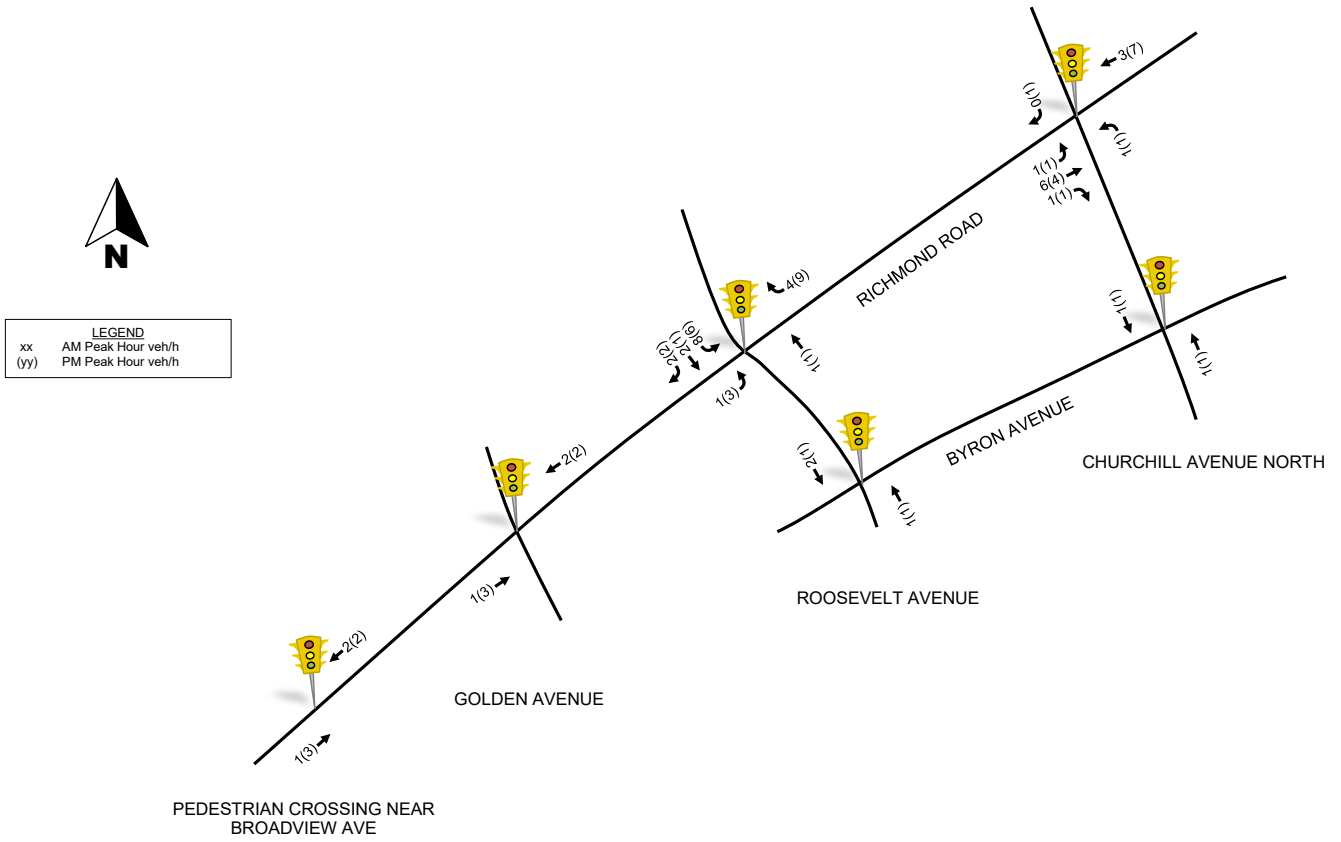 3(7)
0(1)
1(1)
1(1)
6(4)
1(1)
RICHMOND ROAD
N
4(9)
1(1)
1(1)
LEGEND
xx AM Peak Hour veh/h
(yy) PM Peak Hour veh/h
8(6)
2(1)
2(2)
1(1)
1(3)
BYRON AVENUE
CHURCHILL AVENUE NORTH
2(2)
2(1)
1(1)
1(3)
ROOSEVELT AVENUE
2(2)
GOLDEN AVENUE
1(3)
PEDESTRIAN CROSSING NEAR
BROADVIEW AVE